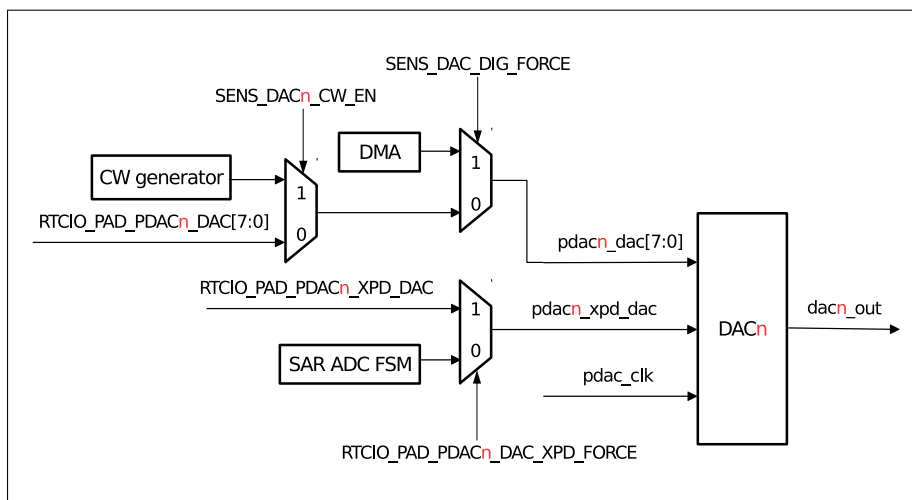 SENS_DAC_DIG_FORCE
SENS_DACn_CW_EN
DMA
1
CW generator
1
0
RTCIO_PAD_PDACn_DAC[7:0]
0
pdacn_dac[7:0]
RTCIO_PAD_PDACn_XPD_DAC
1
pdacn_xpd_dac
DACn
dacn_out
SAR ADC FSM
0
pdac_clk
RTCIO_PAD_PDACn_DAC_XPD_FORCE